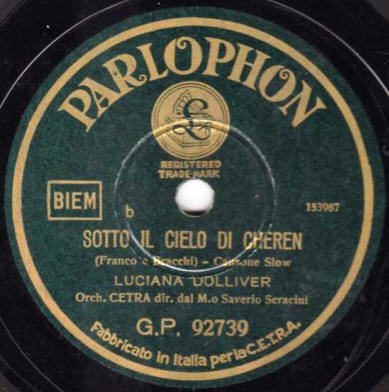 PARLOPHON
£
REGISTERED
TRADE-MARK
BIEM
b
153987
SOTTO IL CIELO DI CHEREN
(Franco e Bracchi) - Canzone Slow
LUCIANA DOLLIVER
Orch. CETRA dir. dal M.o Saverio Seracini
G.P. 92739
Fabbricato in Italia per la C.E.T.R.A.